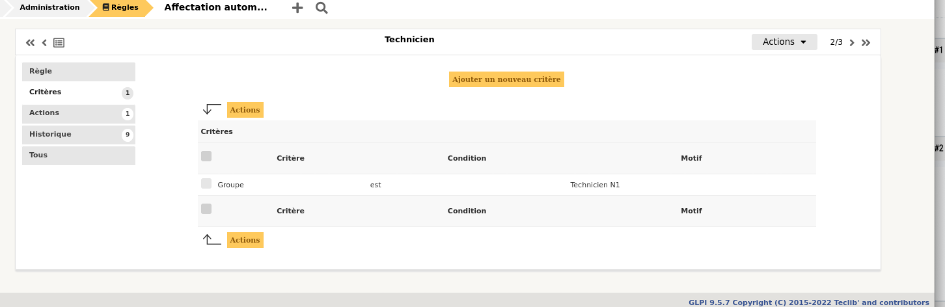 Administration Règles Affectation autom...
Technicien Actions 2/3
#1
Règle
Critères 1
Actions 1
Historique 9
Tous
Ajouter un nouveau critère
Actions
Critères
Critère Condition Motif
Groupe est Technicien N1
Critère Condition Motif
Actions
#2
GLPI 9.5.7 Copyright (C) 2015-2022 Teclib' and contributors